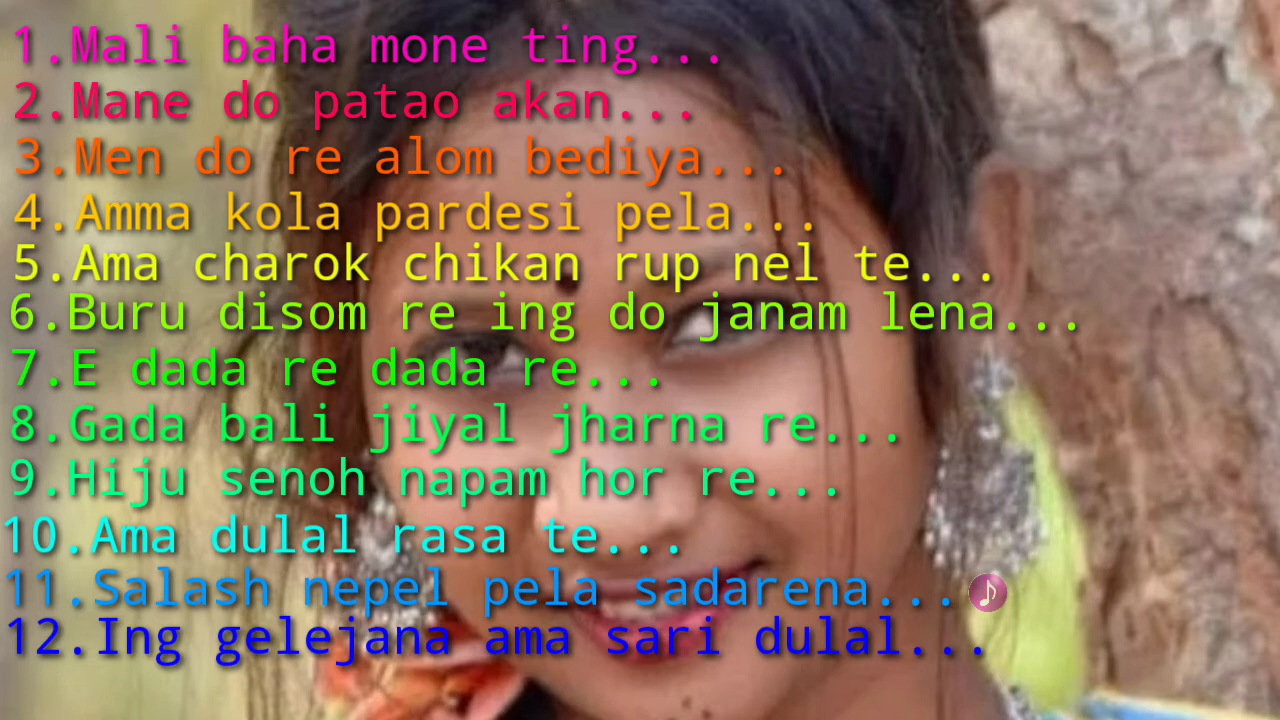 1.Mali baha mone ting...
2.Mane do patao akan...
3.Men do re alom bediya...
4.Amma kola pardesi pela...
5.Ama charok chikan rup nel te...
6.Buru disom re ing do janam lena...
7.E dada re dada re...
8.Gada bali jiyal jharna re...
9.Hiju senoh napam hor re...
10.Ama dulal rasa te...
11.Salash nepel pela sadarena...
12.Ing gelejana ama sari dulal...